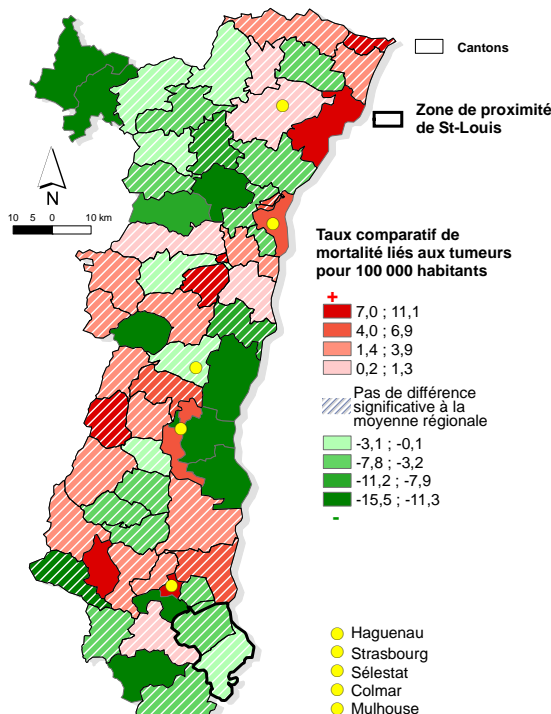 Cantons
Zone de proximité
de St-Louis
N
10 5 0 10 km
Taux comparatif de
mortalité liés aux tumeurs
pour 100 000 habitants
+
7,0 ; 11,1
4,0 ; 6,9
1,4 ; 3,9
0,2 ; 1,3
Pas de différence
significative à la
moyenne régionale
-3,1 ; -0,1
-7,8 ; -3,2
-11,2 ; -7,9
-15,5 ; -11,3
-
Haguenau
Strasbourg
Sélestat
Colmar
Mulhouse